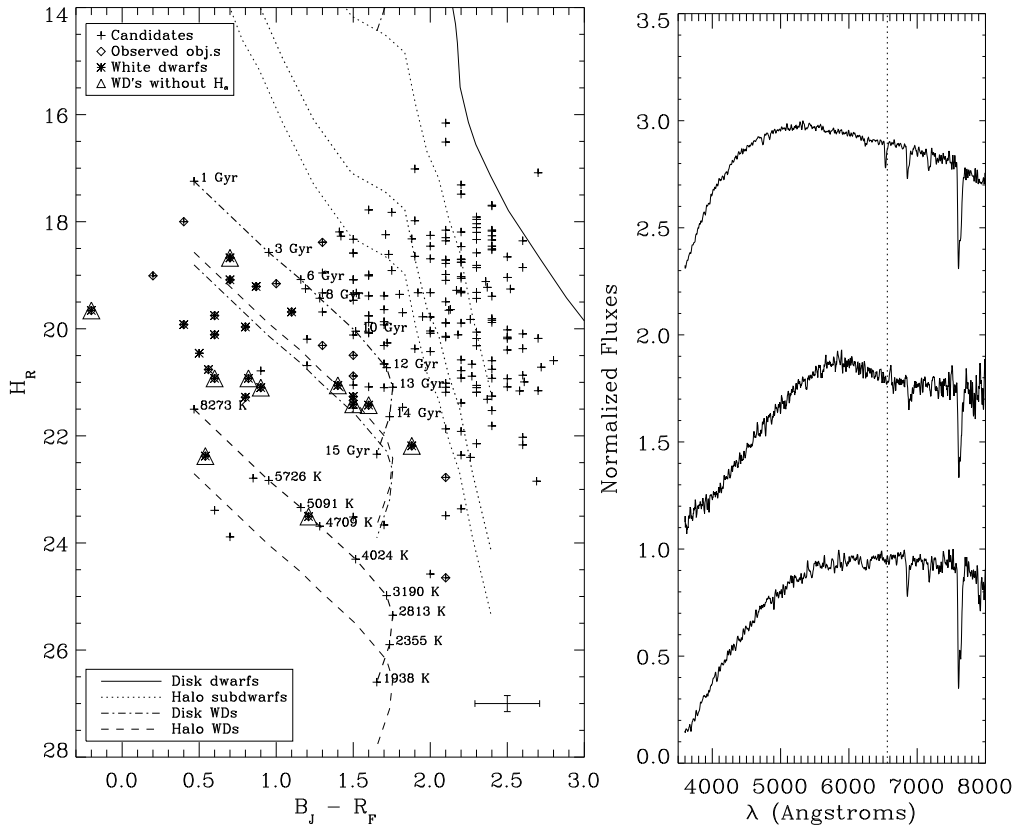 14
16
18
20
22
24
26
28
H_R
+ Candidates
◇ Observed obj.s
✱ White dwarfs
△ WD's without H_α
1 Gyr
3 Gyr
6 Gyr
8 Gyr
10 Gyr
12 Gyr
13 Gyr
14 Gyr
15 Gyr
8273 K
5726 K
5091 K
4709 K
4024 K
3190 K
2813 K
2355 K
1938 K
Disk dwarfs
Halo subdwarfs
Disk WDs
Halo WDs
0.0 0.5 1.0 1.5 2.0 2.5 3.0
B_J − R_F
3.5
3.0
2.5
2.0
1.5
1.0
0.5
0.0
Normalized Fluxes
4000 5000 6000 7000 8000
λ (Angstroms)